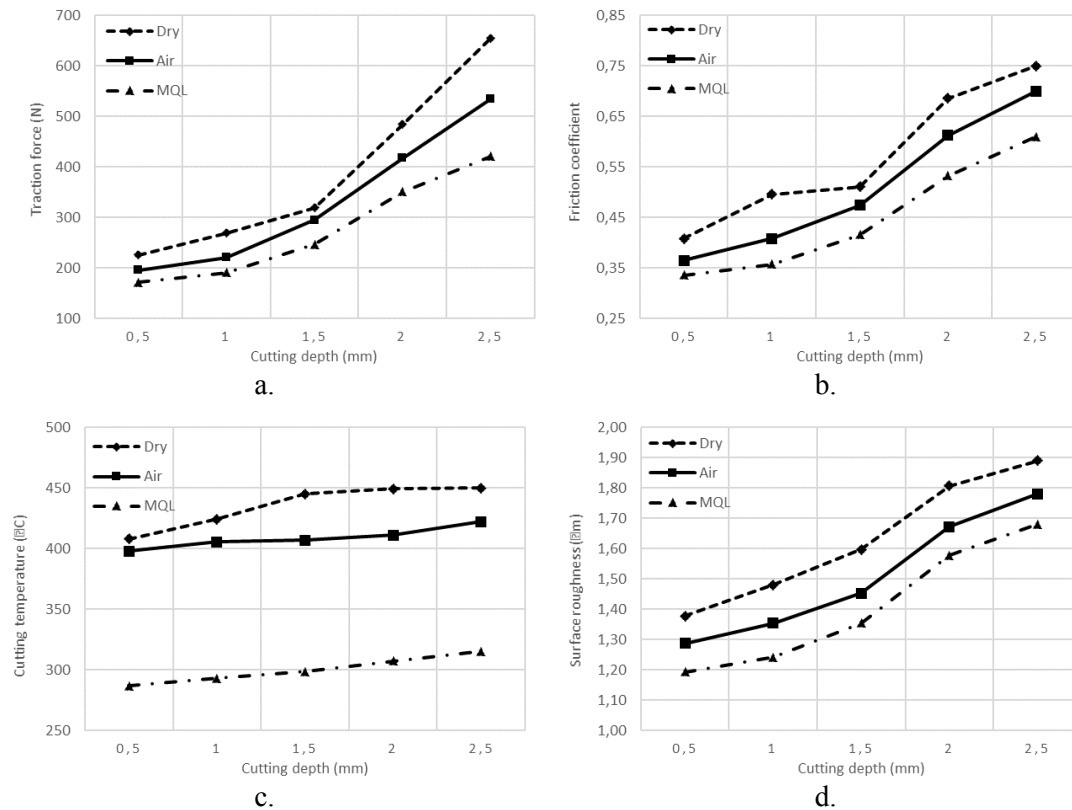 700
600
500
400
300
200
100
Traction force (N)
Dry
Air
MQL
0,5 1 1,5 2 2,5
Cutting depth (mm)
a.
0,85
0,75
0,65
0,55
0,45
0,35
0,25
Friction coefficient
Dry
Air
MQL
0,5 1 1,5 2 2,5
Cutting depth (mm)
b.
500
450
400
350
300
250
Cutting temperature (�C)
Dry
Air
MQL
0,5 1 1,5 2 2,5
Cutting depth (mm)
c.
2,00
1,90
1,80
1,70
1,60
1,50
1,40
1,30
1,20
1,10
1,00
Surface roughness (�m)
Dry
Air
MQL
0,5 1 1,5 2 2,5
Cutting depth (mm)
d.